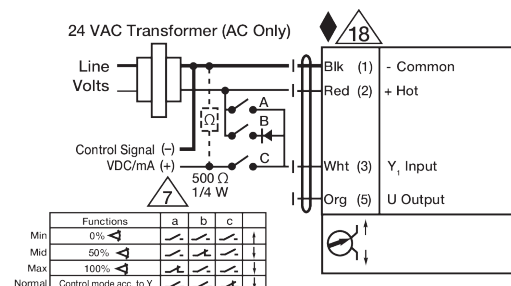 24 VAC Transformer (AC Only)
18
Line
Volts
Blk (1) - Common
Red (2) + Hot
A
B
C
Ω
Control Signal (–)
VDC/mA (+)
Wht (3) Y1 Input
500 Ω
1/4 W
7
Org (5) U Output
Functions a b c
Min 0%
Mid 50%
Max 100%
Normal Control mode acc. to Y